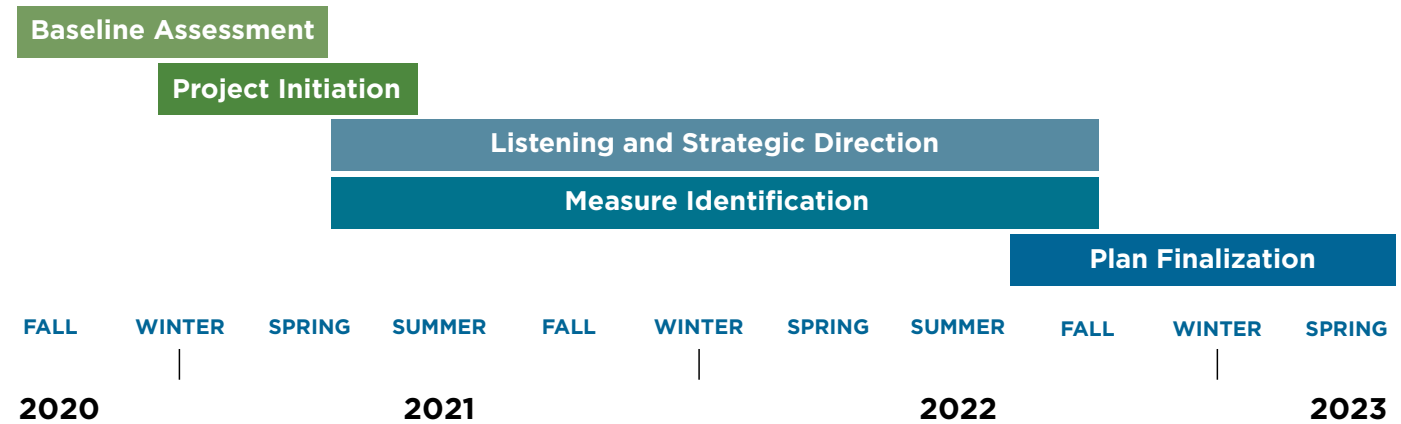 Baseline Assessment
Project Initiation
Listening and Strategic Direction
Measure Identification
Plan Finalization
FALL WINTER SPRING SUMMER FALL WINTER SPRING SUMMER FALL WINTER SPRING
2020 2021 2022 2023